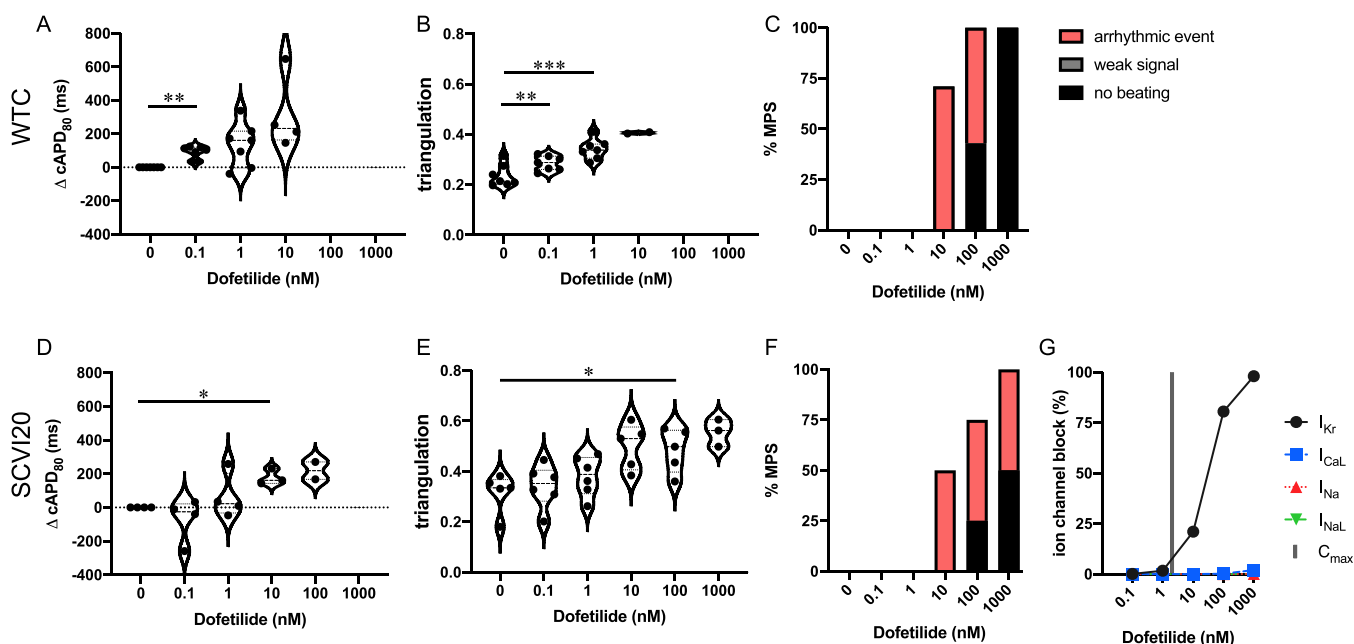 A
WTC
Δ cAPD80 (ms)
800
600
400
200
0
-200
-400
**
0 0.1 1 10 100 1000
Dofetilide (nM)
B
triangulation
0.8
0.6
0.4
0.2
0.0
***
**
0 0.1 1 10 100 1000
Dofetilide (nM)
C
% MPS
100
75
50
25
0
0 0.1 1 10 100 1000
Dofetilide (nM)
arrhythmic event
weak signal
no beating
D
SCVI20
Δ cAPD80 (ms)
800
600
400
200
0
-200
-400
*
0 0.1 1 10 100 1000
Dofetilide (nM)
E
triangulation
0.8
0.6
0.4
0.2
0.0
*
0 0.1 1 10 100 1000
Dofetilide (nM)
F
% MPS
100
75
50
25
0
0 0.1 1 10 100 1000
Dofetilide (nM)
G
ion channel block (%)
100
50
0
0.1 1 10 100 1000
Dofetilide (nM)
IKr
ICaL
INa
INaL
Cmax